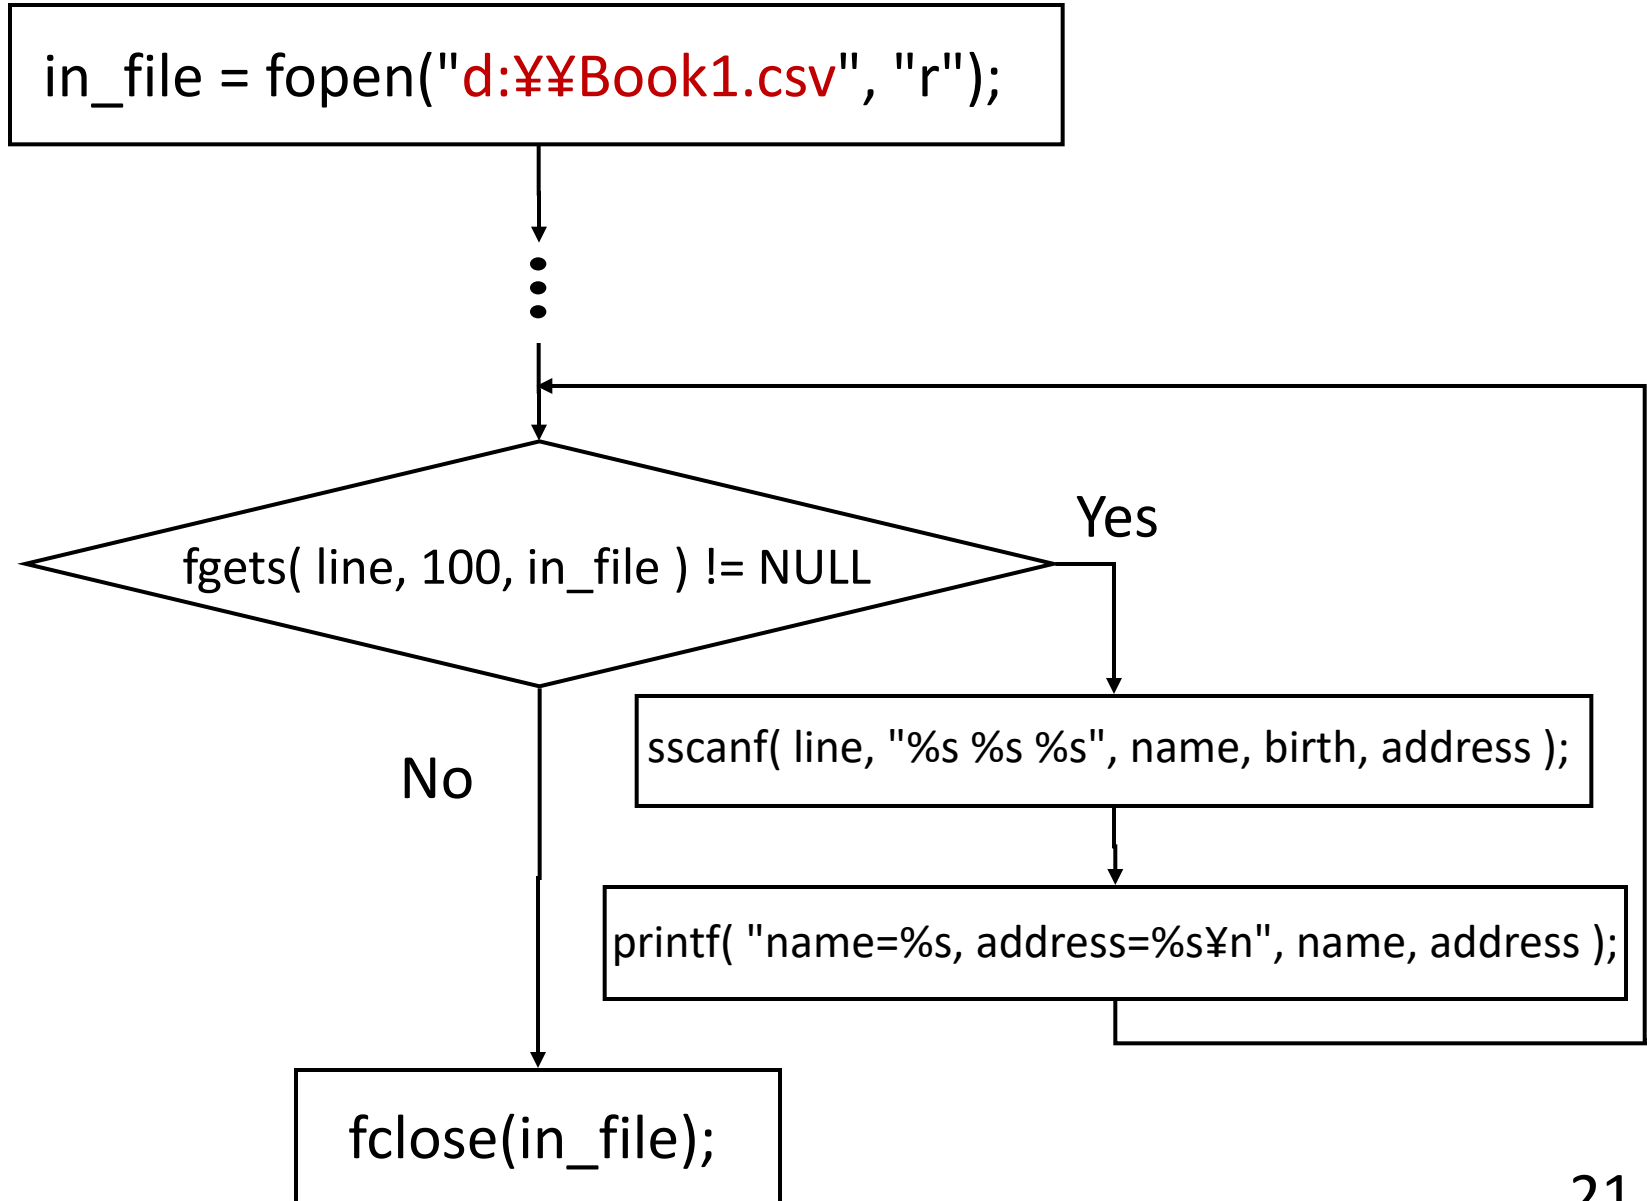 in_file = fopen("d:¥¥Book1.csv", "r");
fgets( line, 100, in_file ) != NULL
Yes
No
sscanf( line, "%s %s %s", name, birth, address );
printf( "name=%s, address=%s¥n", name, address );
fclose(in_file);
21